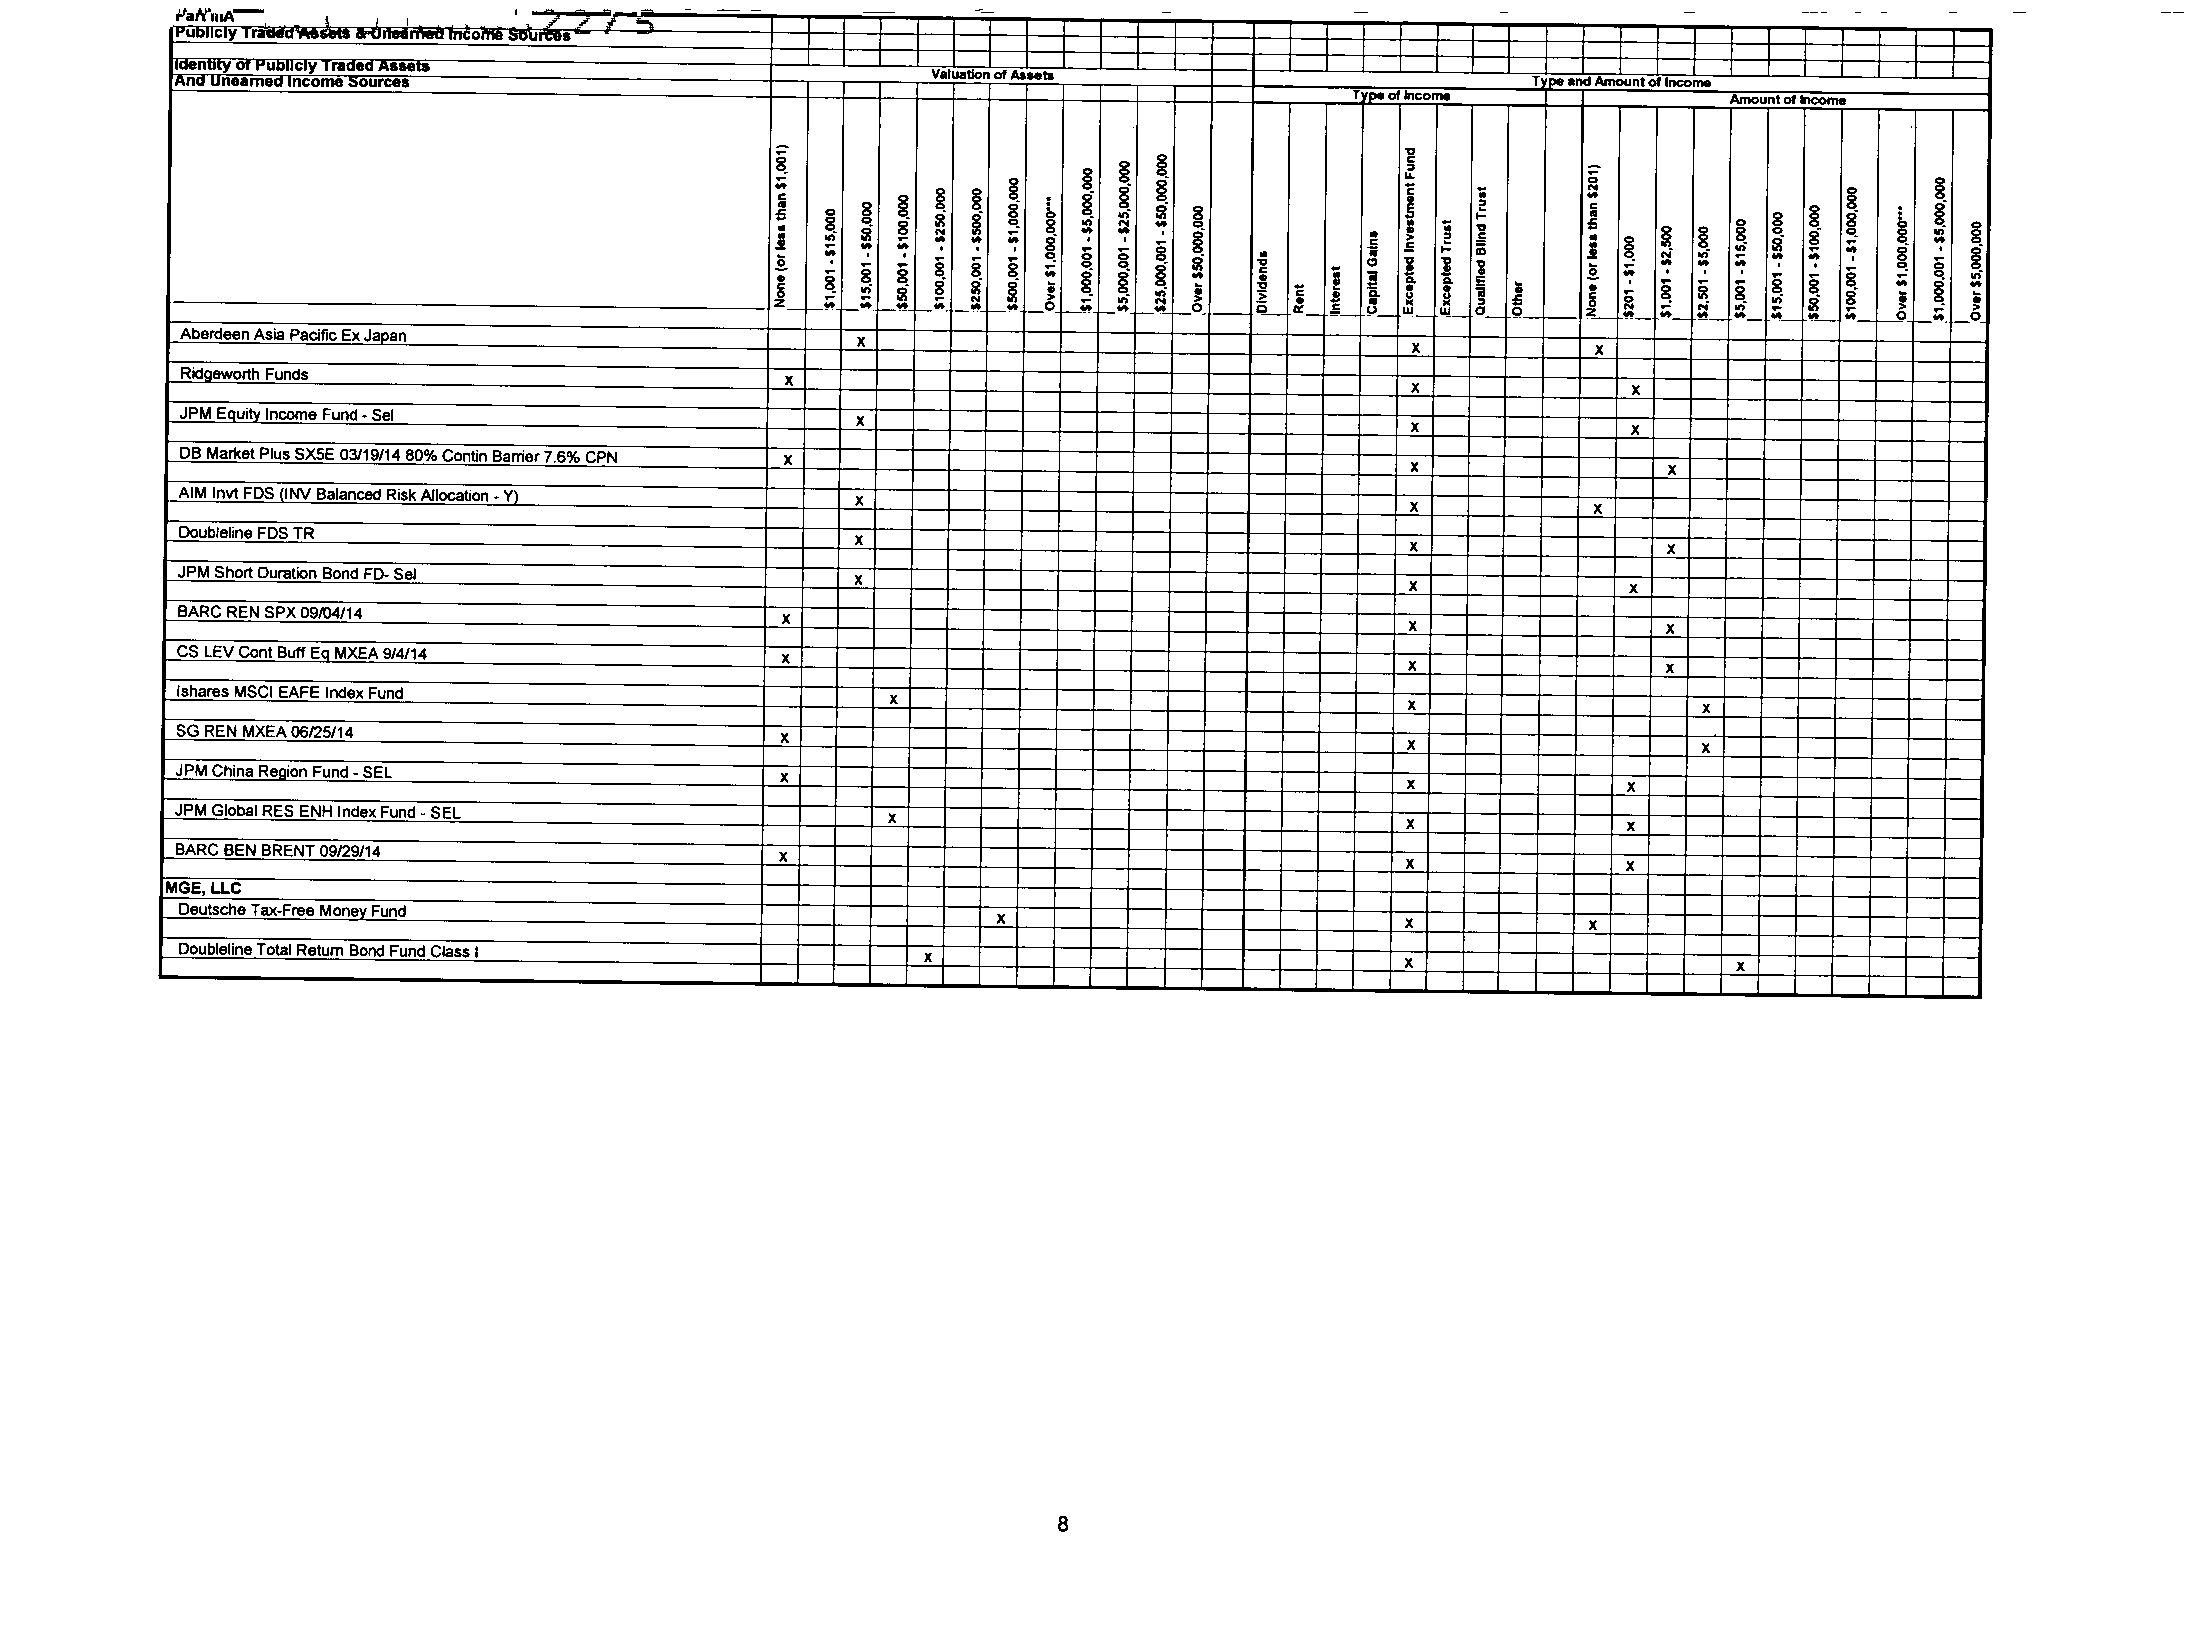 Part IIIA
Publicly Traded Assets & Unearned Income Sources
Identity of Publicly Traded Assets
And Unearned Income Sources
Valuation of Assets
Type and Amount of Income
Type of Income
Amount of Income
None (or less than $1,001)
$1,001 - $15,000
$15,001 - $50,000
$50,001 - $100,000
$100,001 - $250,000
$250,001 - $500,000
$500,001 - $1,000,000
Over $1,000,000***
$1,000,001 - $5,000,000
$5,000,001 - $25,000,000
$25,000,001 - $50,000,000
Over $50,000,000
Dividends
Rent
Interest
Capital Gains
Excepted Investment Fund
Excepted Trust
Qualified Blind Trust
Other
None (or less than $201)
$201 - $1,000
$1,001 - $2,500
$2,501 - $5,000
$5,001 - $15,000
$15,001 - $50,000
$50,001 - $100,000
$100,001 - $1,000,000
Over $1,000,000***
$1,000,001 - $5,000,000
Over $5,000,000
Aberdeen Asia Pacific Ex Japan x x x
Ridgeworth Funds x x x
JPM Equity Income Fund - Sel x x x
DB Market Plus SX5E 03/19/14 80% Contin Barrier 7.6% CPN x x x
AIM Invt FDS (INV Balanced Risk Allocation - Y) x x x
Doubleline FDS TR x x x
JPM Short Duration Bond FD- Sel x x x
BARC REN SPX 09/04/14 x x x
CS LEV Cont Buff Eq MXEA 9/4/14 x x x
Ishares MSCI EAFE Index Fund x x x
SG REN MXEA 06/25/14 x x x
JPM China Region Fund - SEL x x x
JPM Global RES ENH Index Fund - SEL x x x
BARC BEN BRENT 09/29/14 x x x
MGE, LLC
Deutsche Tax-Free Money Fund x x x
Doubleline Total Return Bond Fund Class I x x x
8